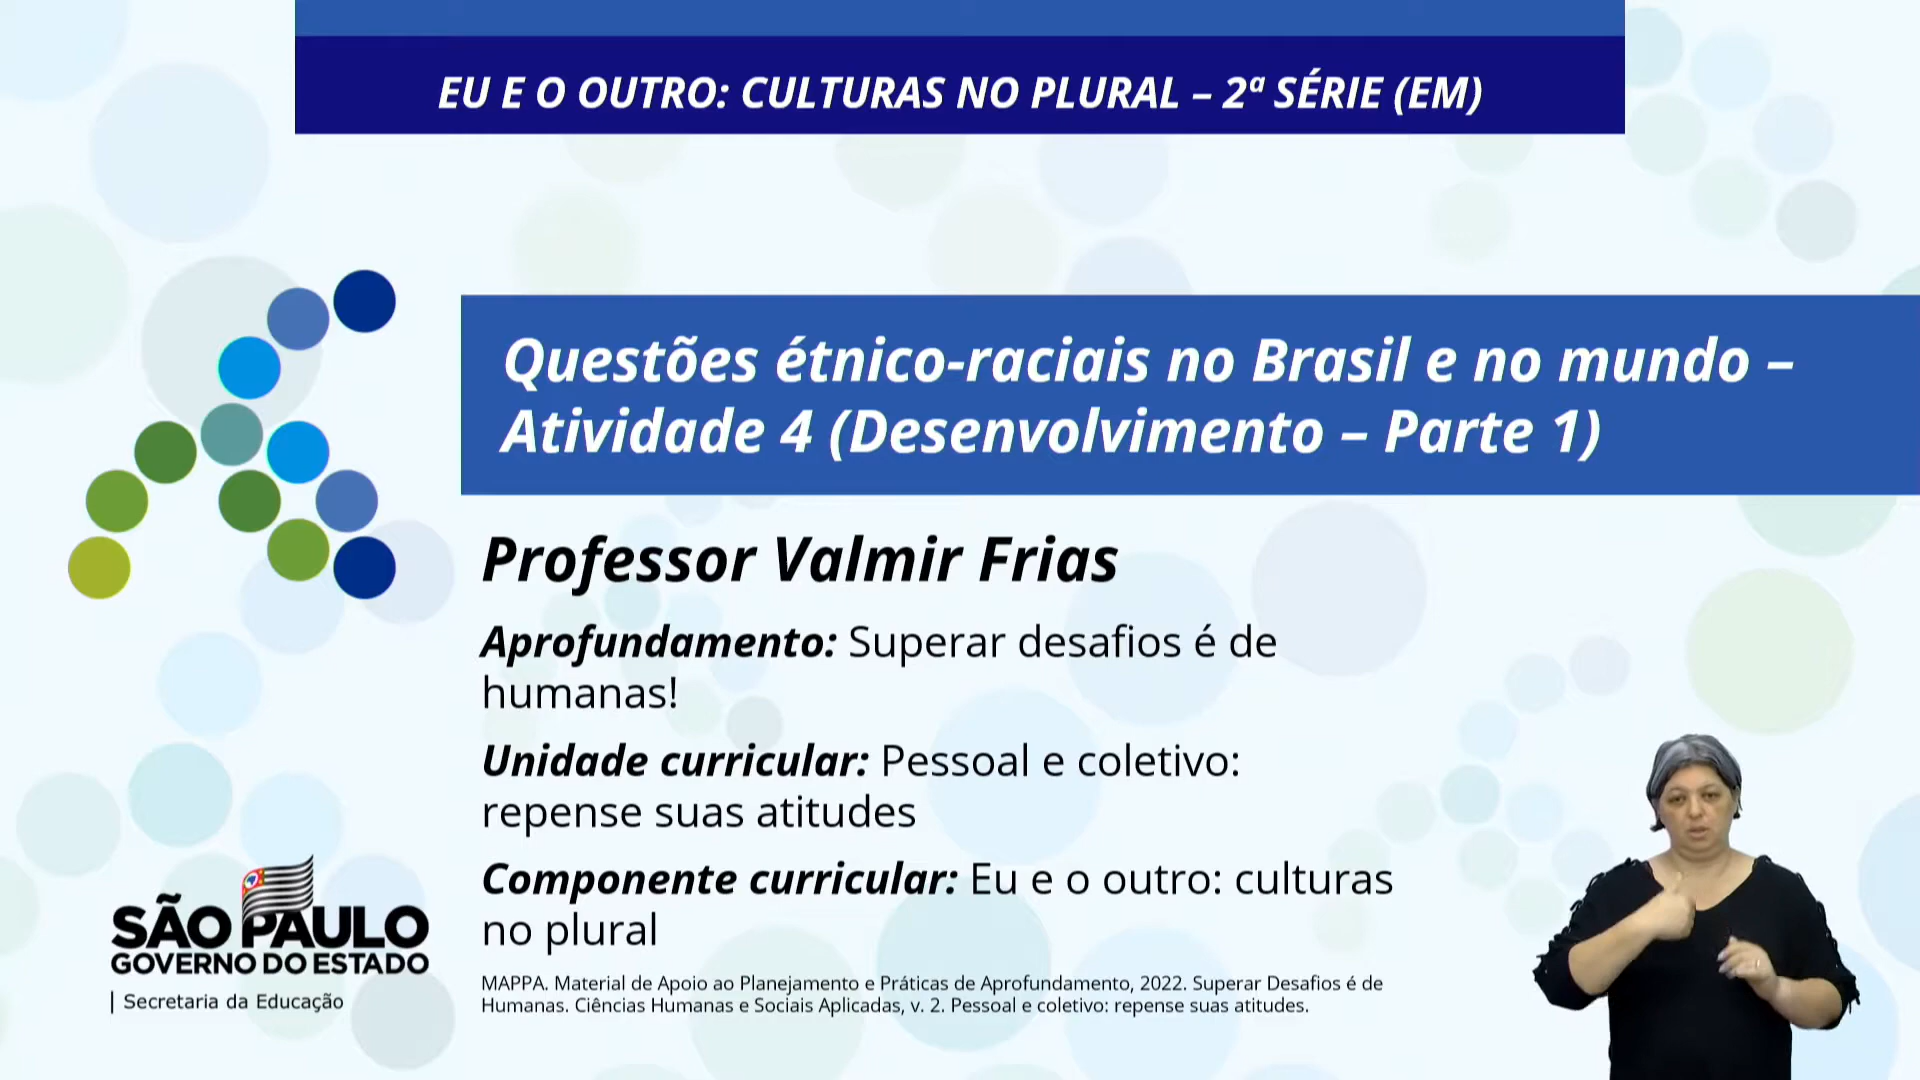 EU E O OUTRO: CULTURAS NO PLURAL – 2ª SÉRIE (EM)
Questões étnico-raciais no Brasil e no mundo –
Atividade 4 (Desenvolvimento – Parte 1)
Professor Valmir Frias
Aprofundamento: Superar desafios é de
humanas!
Unidade curricular: Pessoal e coletivo:
repense suas atitudes
Componente curricular: Eu e o outro: culturas
no plural
MAPPA. Material de Apoio ao Planejamento e Práticas de Aprofundamento, 2022. Superar Desafios é de
Humanas. Ciências Humanas e Sociais Aplicadas, v. 2. Pessoal e coletivo: repense suas atitudes.
SÃO PAULO
GOVERNO DO ESTADO
| Secretaria da Educação